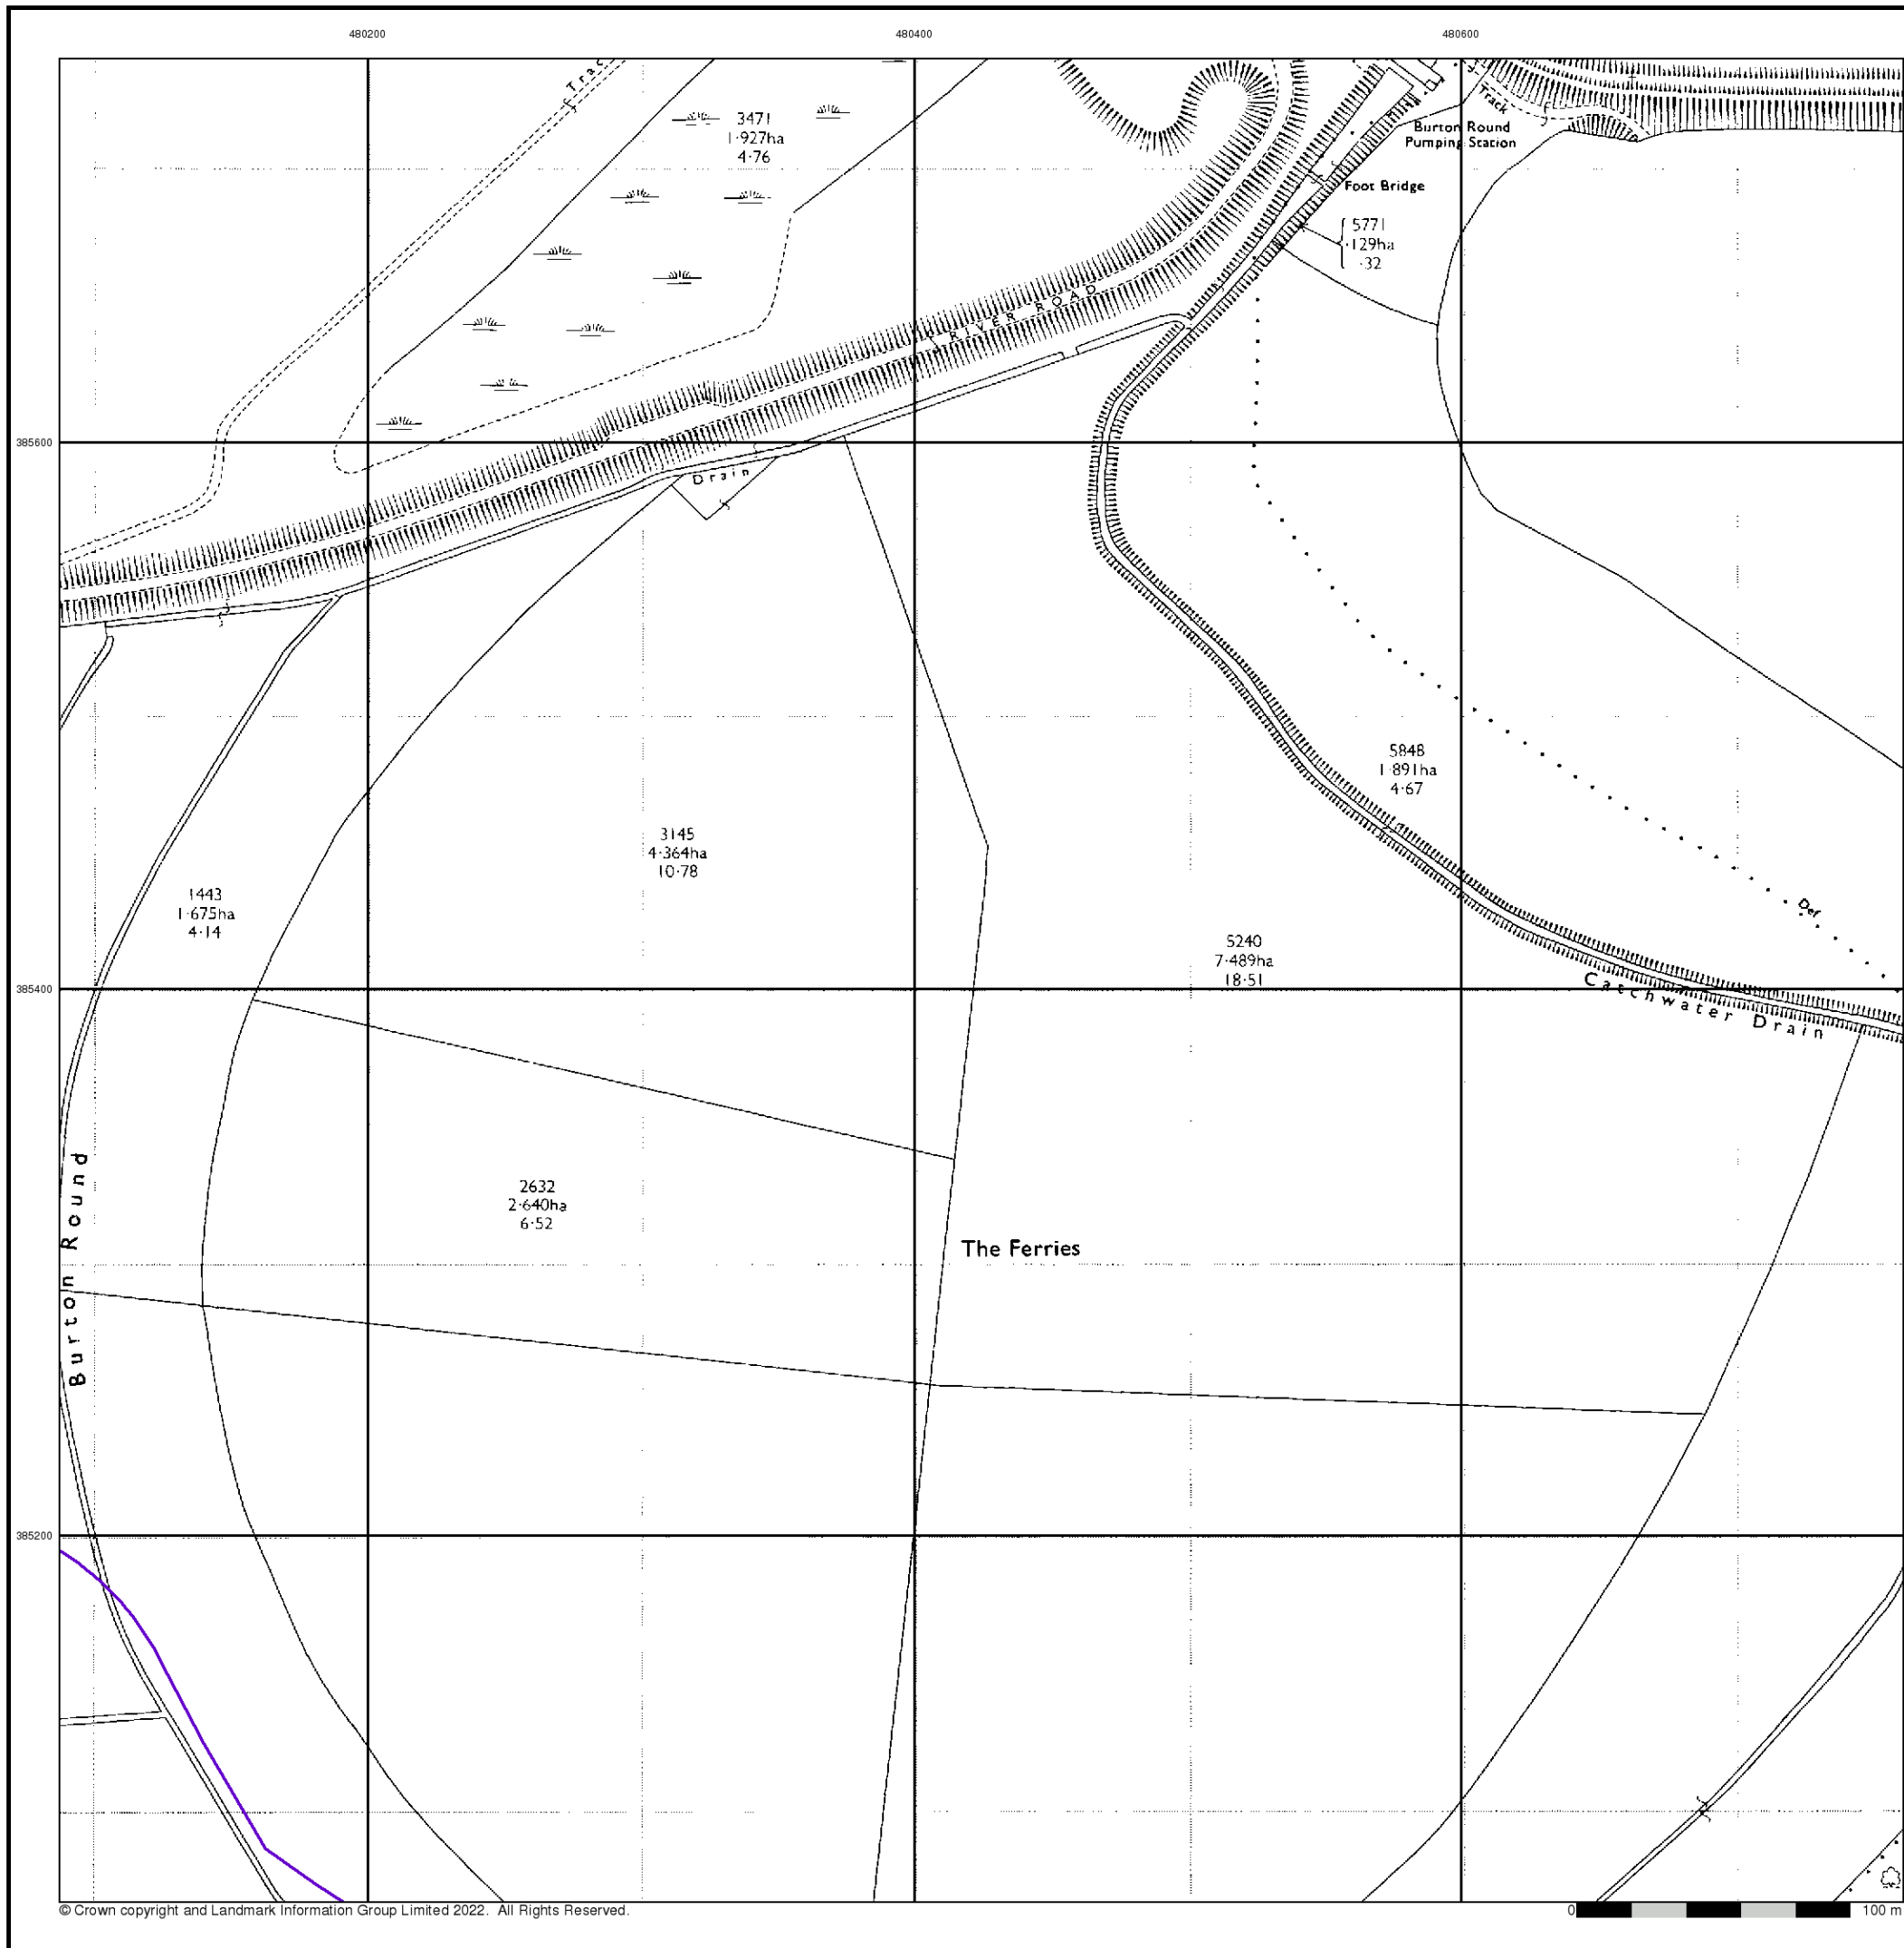 480200
480400
480600
Trac
3471
1·927ha
4·76
Track
Burton Round
Pumping Station
Foot Bridge
5771
·129ha
·32
RIVER ROAD
385600
Drain
5848
1·891ha
4·67
3145
4·364ha
10·78
1443
1·675ha
4·14
Def
5240
7·489ha
18·51
385400
Catchwater Drain
Burton Round
2632
2·640ha
6·52
The Ferries
385200
© Crown copyright and Landmark Information Group Limited 2022. All Rights Reserved.
0
100 m